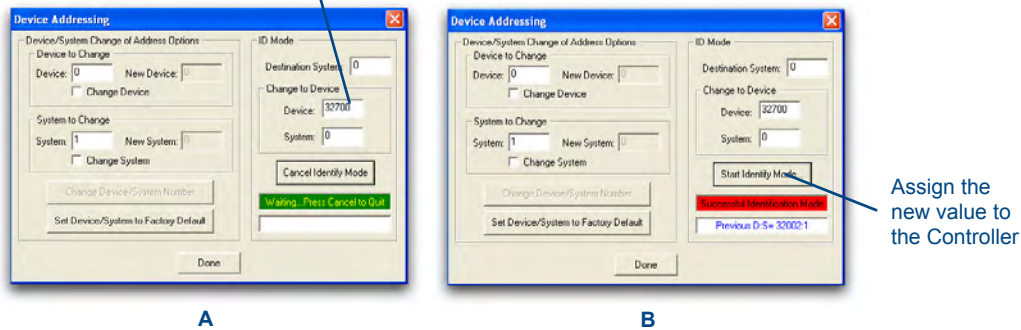 Device Addressing
Device/System Change of Address Options
Device to Change
Device: 0 New Device: 0
Change Device
System to Change
System: 1 New System: 0
Change System
Change Device/System Number
Set Device/System to Factory Default
ID Mode
Destination System: 0
Change to Device
Device: 32700
System: 0
Cancel Identify Mode
Waiting...Press Cancel to Quit
Done
A
Device Addressing
Device/System Change of Address Options
Device to Change
Device: 0 New Device: 0
Change Device
System to Change
System: 1 New System: 0
Change System
Change Device/System Number
Set Device/System to Factory Default
ID Mode
Destination System: 0
Change to Device
Device: 32700
System: 0
Start Identify Mode...
Successful Identification Made
Previous D:S= 32002:1
Done
B
Assign the
new value to
the Controller